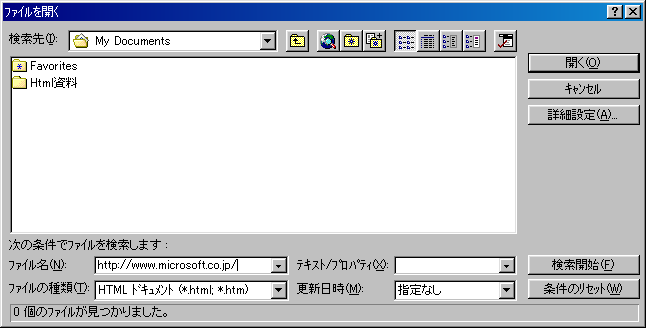 ファイルを開く
検索先(I): My Documents
開く(O)
Favorites
Html資料
キャンセル
詳細設定(A)...
次の条件でファイルを検索します：
ファイル名(N): http://www.microsoft.co.jp/ テキスト/プロパティ(X): 検索開始(F)
ファイルの種類(T): HTML ドキュメント (*.html; *.htm) 更新日時(M): 指定なし 条件のリセット(W)
0 個のファイルが見つかりました。